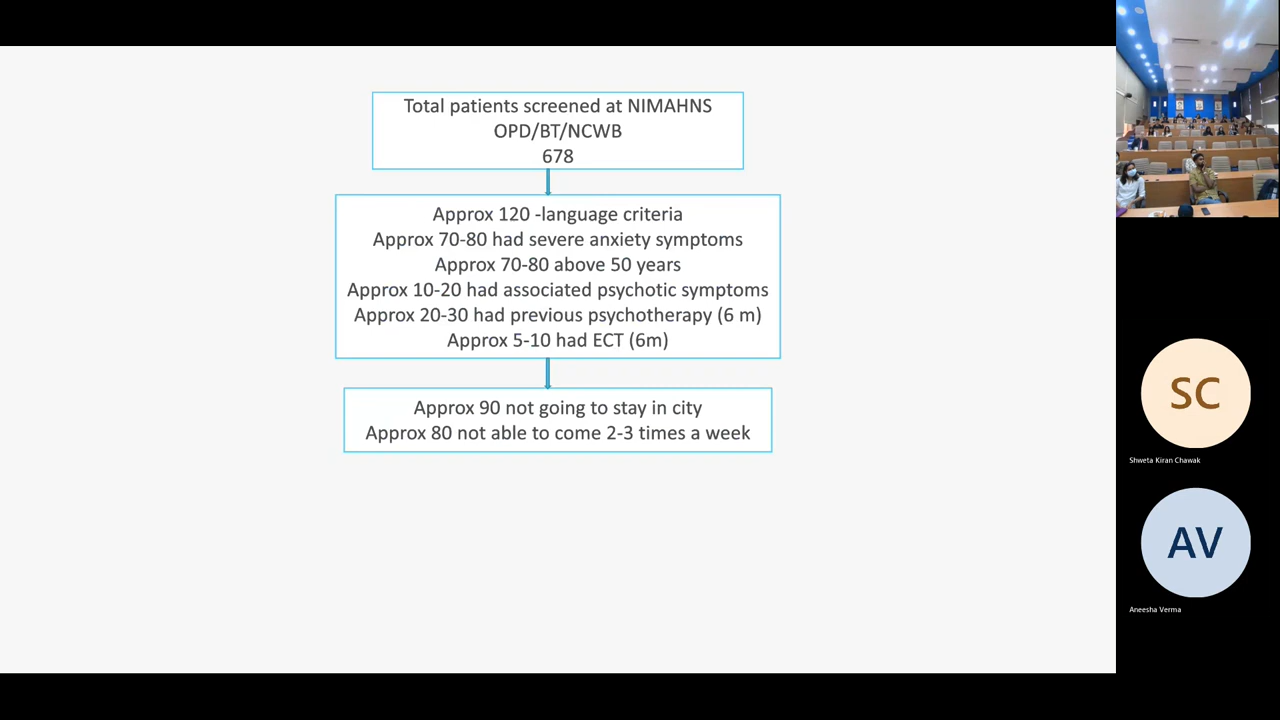 Total patients screened at NIMAHNS
OPD/BT/NCWB
678
Approx 120 -language criteria
Approx 70-80 had severe anxiety symptoms
Approx 70-80 above 50 years
Approx 10-20 had associated psychotic symptoms
Approx 20-30 had previous psychotherapy (6 m)
Approx 5-10 had ECT (6m)
Approx 90 not going to stay in city
Approx 80 not able to come 2-3 times a week
SC
Shweta Kiran Chawak
AV
Aneesha Verma